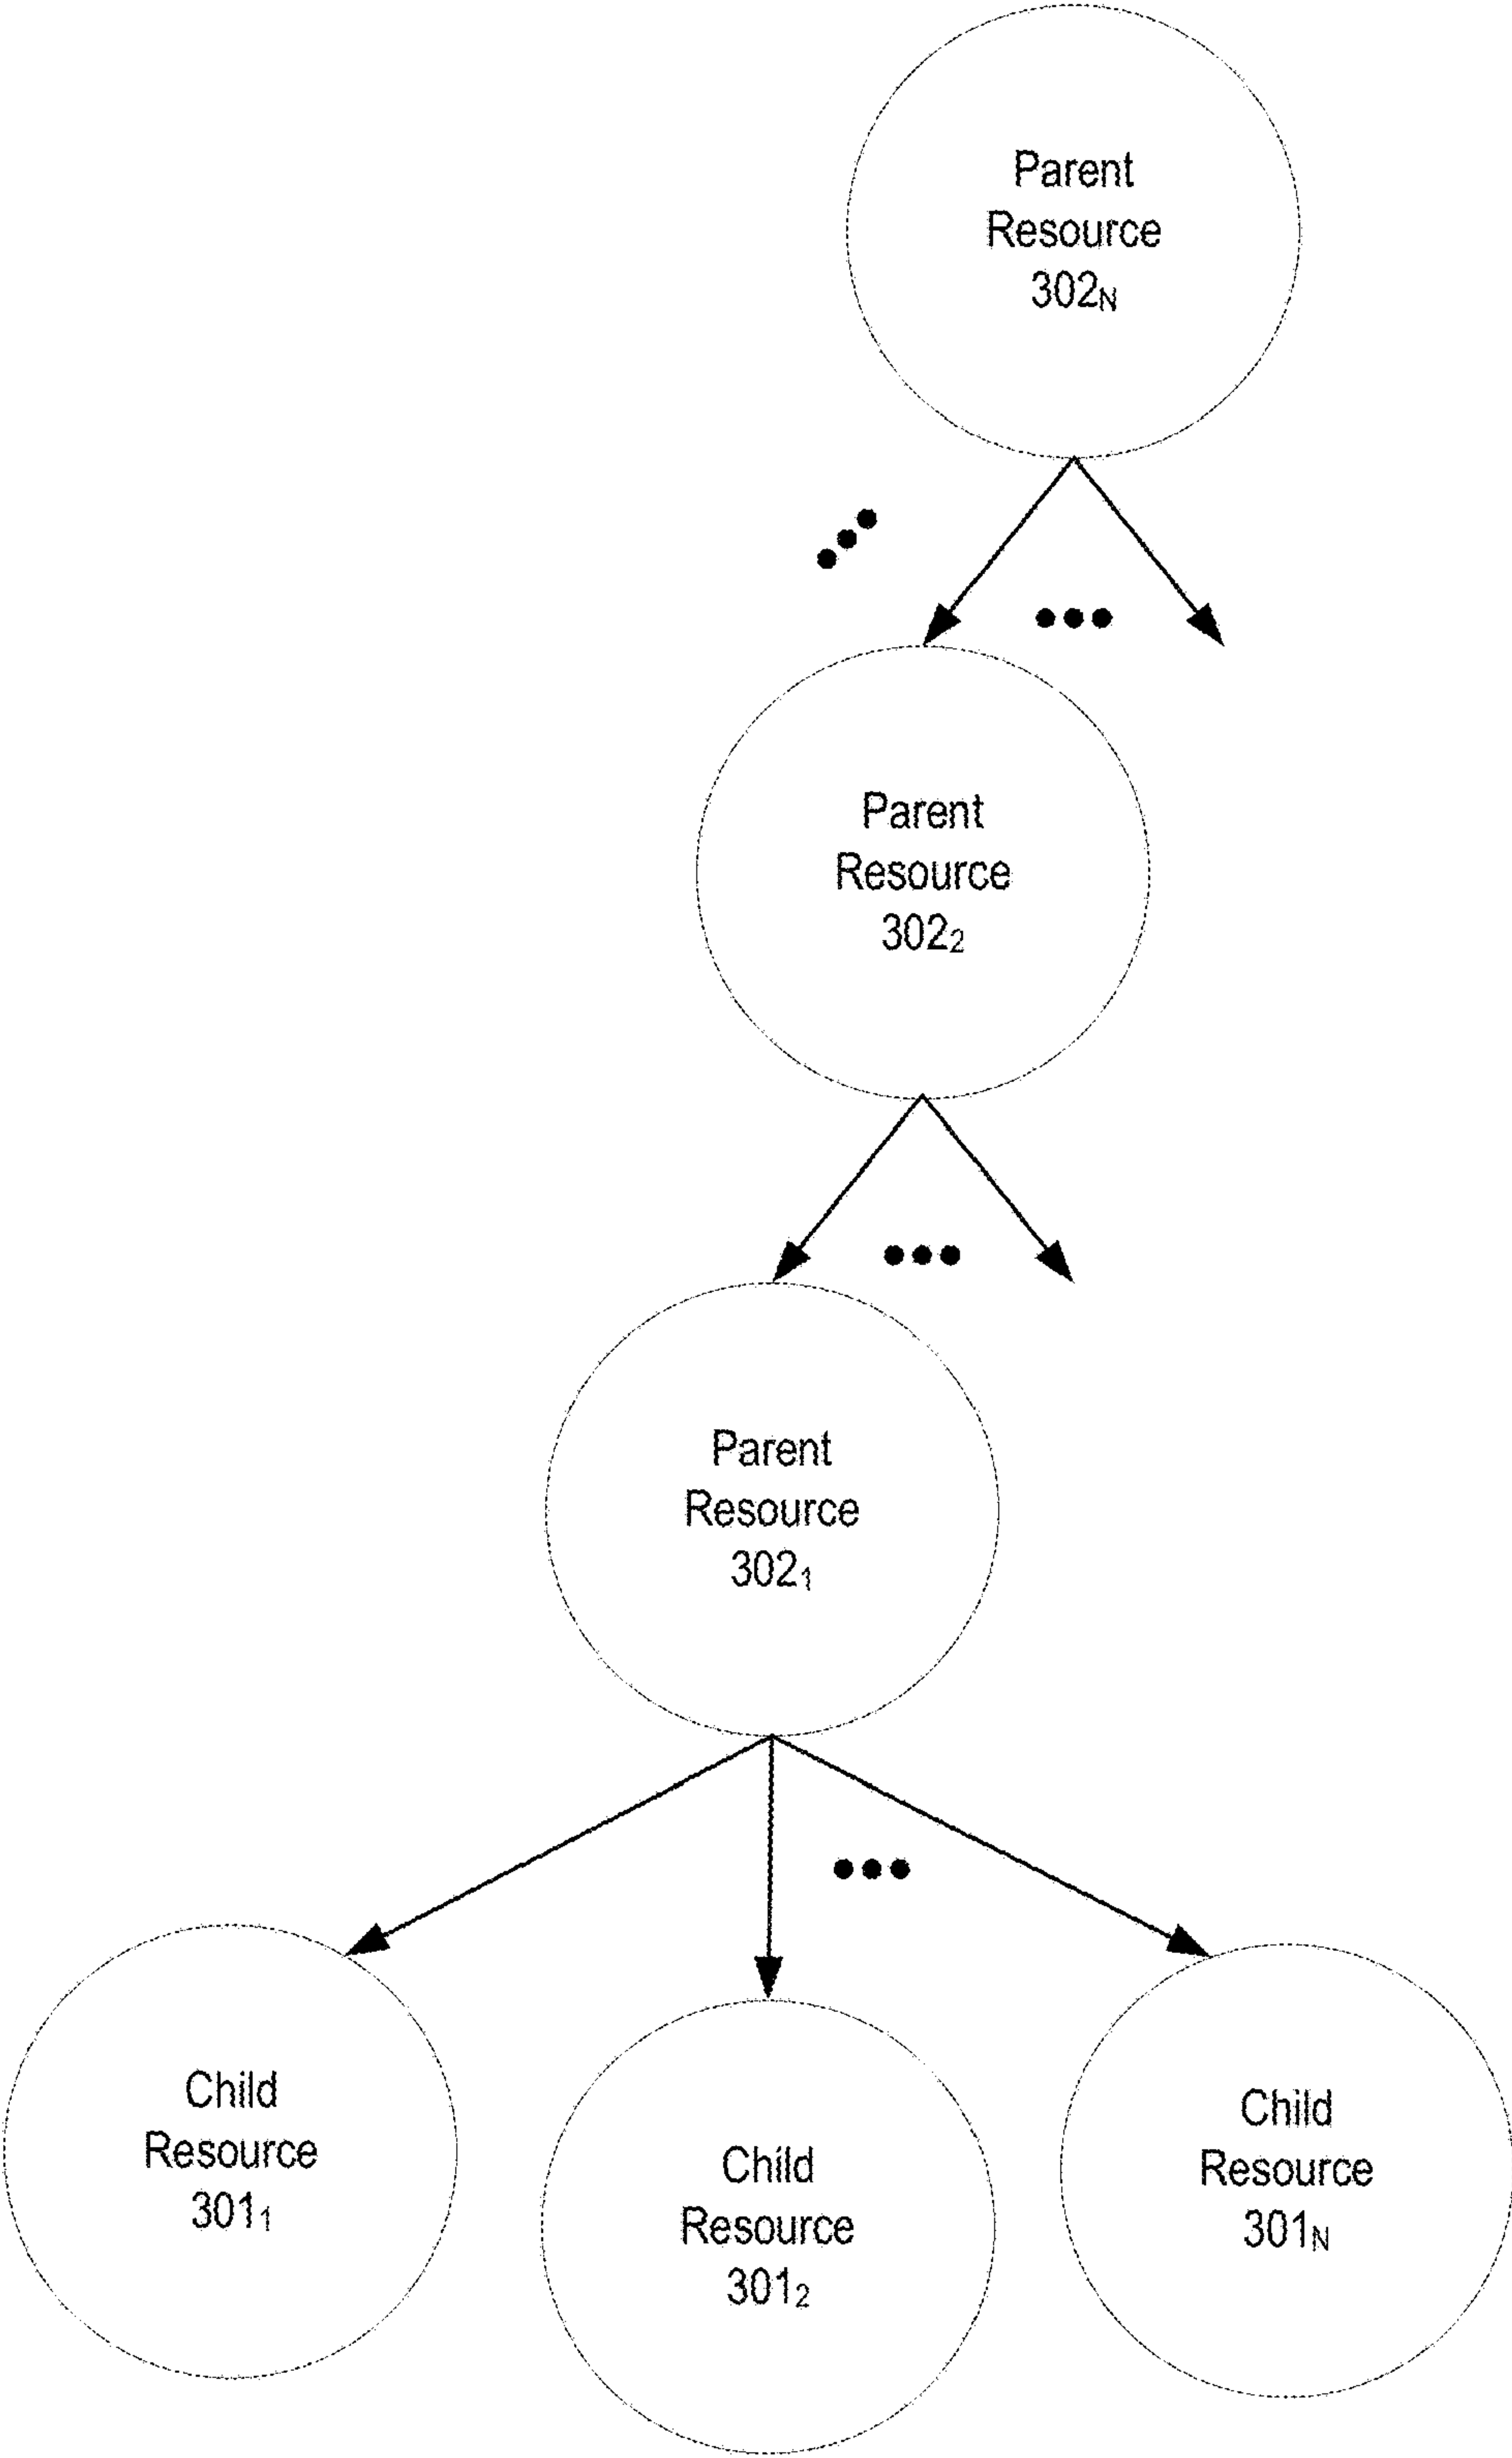 Parent
Resource
302N
Parent
Resource
302₂
Parent
Resource
302₁
Child
Resource
301₁
Child
Resource
301₂
Child
Resource
301N